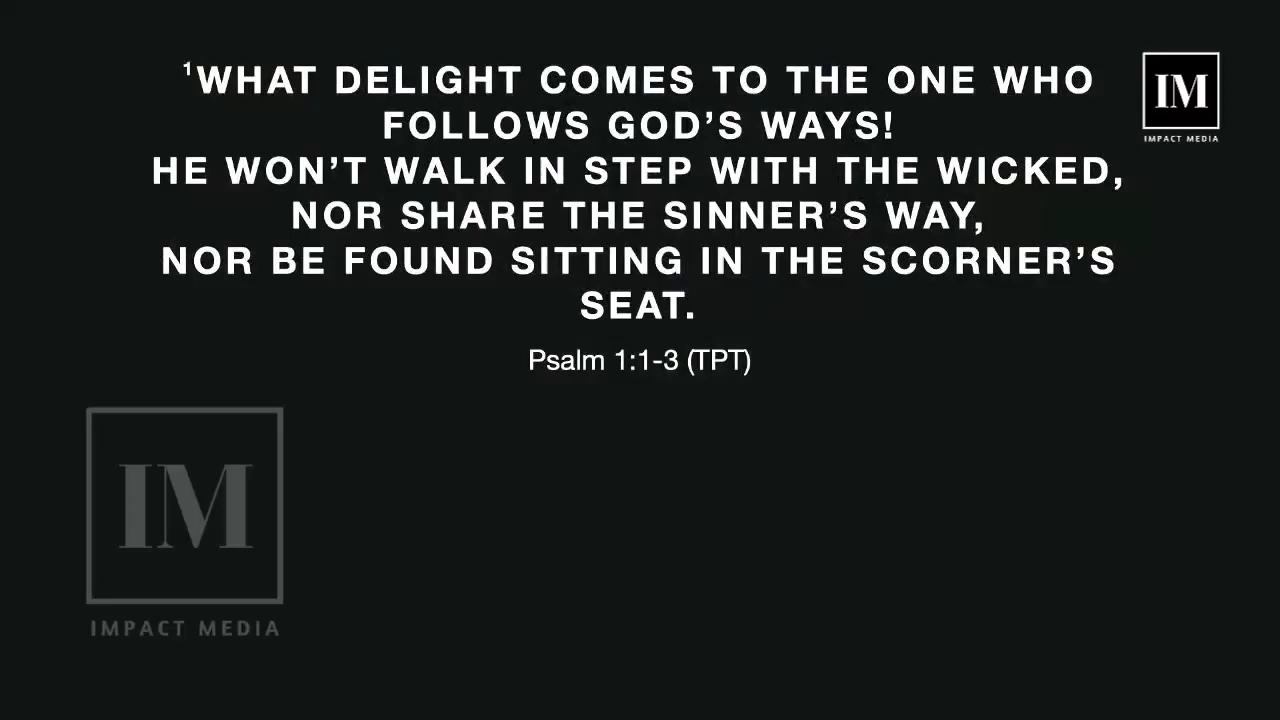 ¹WHAT DELIGHT COMES TO THE ONE WHO
FOLLOWS GOD’S WAYS!
HE WON’T WALK IN STEP WITH THE WICKED,
NOR SHARE THE SINNER’S WAY,
NOR BE FOUND SITTING IN THE SCORNER’S
SEAT.
Psalm 1:1-3 (TPT)
IM
IMPACT MEDIA
IM
IMPACT MEDIA